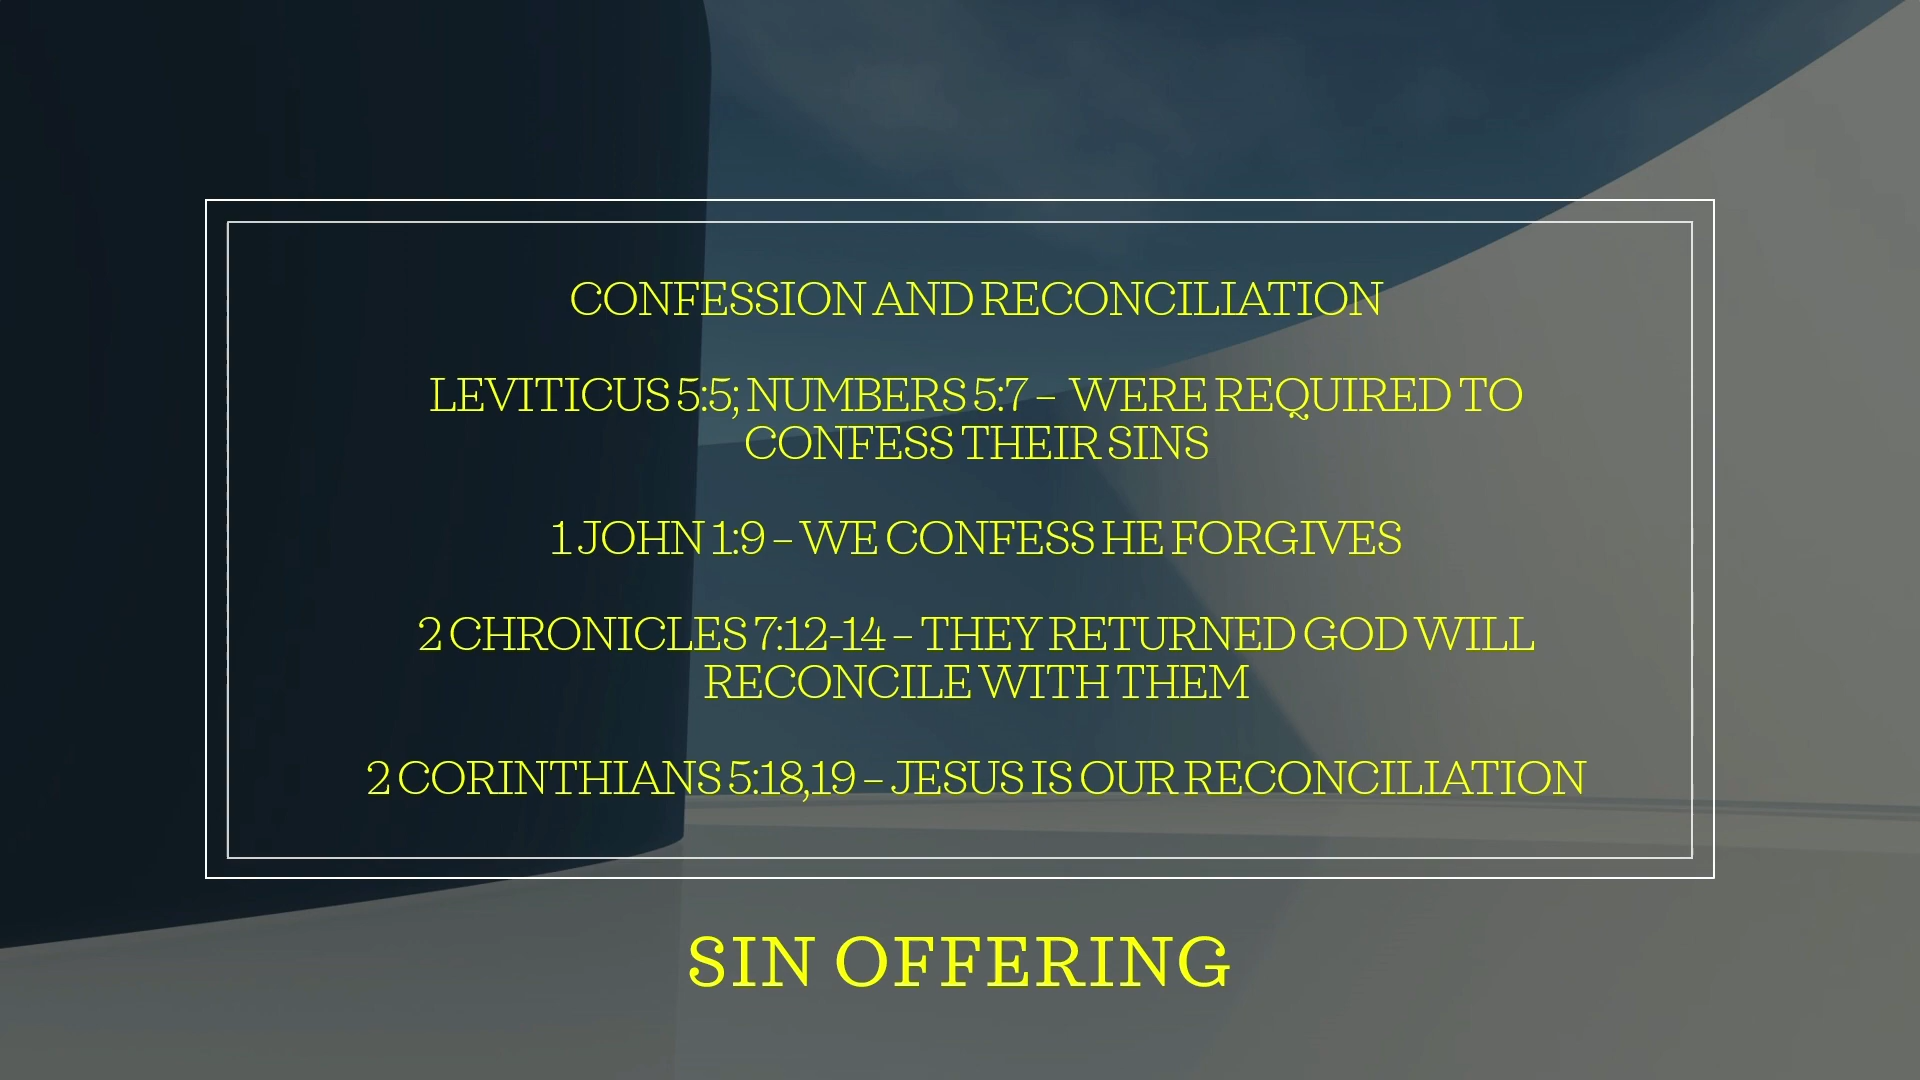 CONFESSION AND RECONCILIATION
LEVITICUS 5:5; NUMBERS 5:7 – WERE REQUIRED TO
CONFESS THEIR SINS
1 JOHN 1:9 – WE CONFESS HE FORGIVES
2 CHRONICLES 7:12-14 – THEY RETURNED GOD WILL
RECONCILE WITH THEM
2 CORINTHIANS 5:18,19 – JESUS IS OUR RECONCILIATION
SIN OFFERING